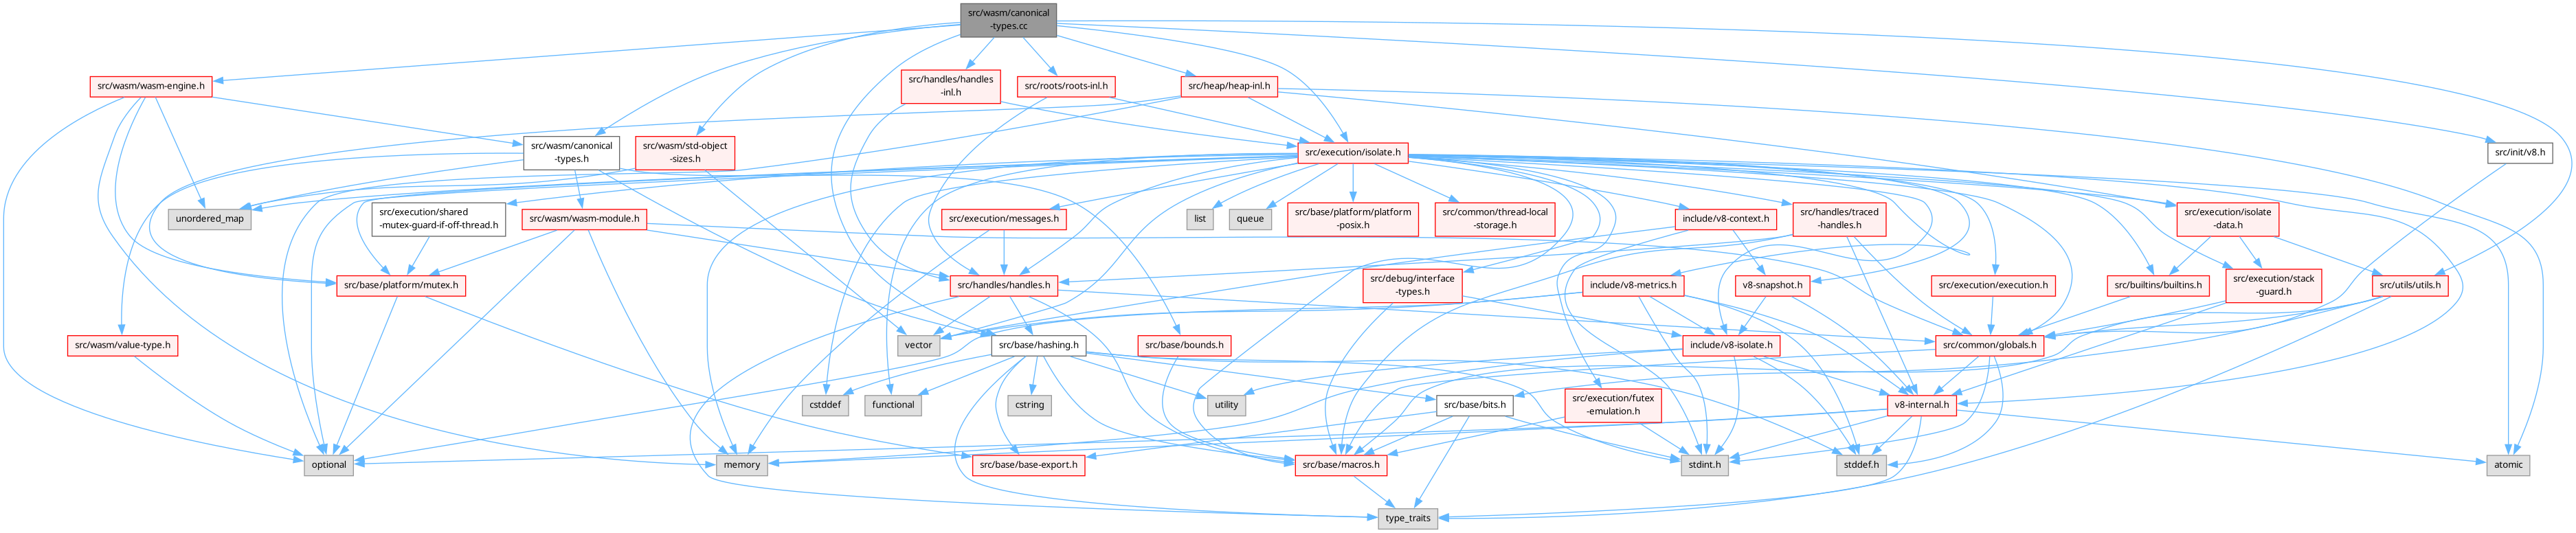 src/wasm/canonical
-types.cc
src/wasm/wasm-engine.h
src/handles/handles
-inl.h
src/roots/roots-inl.h
src/heap/heap-inl.h
src/wasm/canonical
-types.h
src/wasm/std-object
-sizes.h
src/execution/isolate.h
src/init/v8.h
unordered_map
src/execution/shared
-mutex-guard-if-off-thread.h
src/wasm/wasm-module.h
src/execution/messages.h
list
queue
src/base/platform/platform
-posix.h
src/common/thread-local
-storage.h
include/v8-context.h
src/handles/traced
-handles.h
src/execution/isolate
-data.h
src/base/platform/mutex.h
src/handles/handles.h
src/debug/interface
-types.h
include/v8-metrics.h
v8-snapshot.h
src/execution/execution.h
src/builtins/builtins.h
src/execution/stack
-guard.h
src/utils/utils.h
src/wasm/value-type.h
vector
src/base/hashing.h
src/base/bounds.h
include/v8-isolate.h
src/common/globals.h
cstddef
functional
cstring
utility
src/base/bits.h
src/execution/futex
-emulation.h
v8-internal.h
optional
memory
src/base/base-export.h
src/base/macros.h
stdint.h
stddef.h
atomic
type_traits